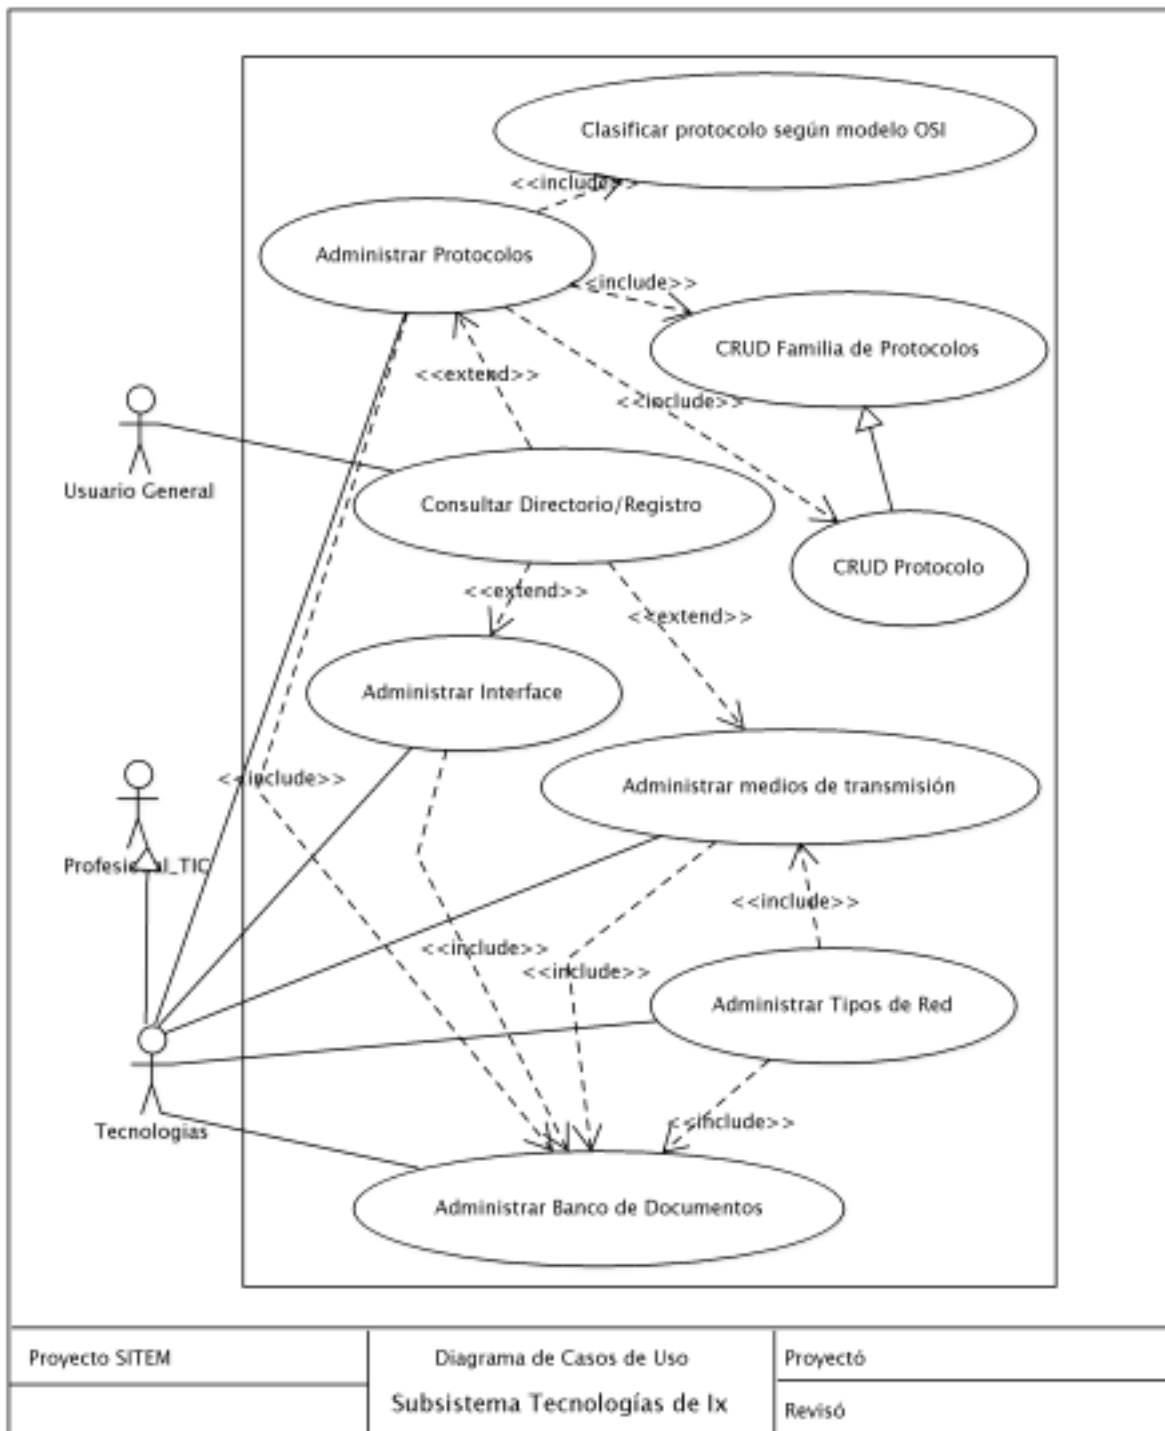 Clasificar protocolo según modelo OSI
<<include>>
Administrar Protocolos
<<include>>
CRUD Familia de Protocolos
<<extend>>
<<include>>
Usuario General
Consultar Directorio/Registro
CRUD Protocolo
<<extend>>
<<extend>>
Administrar Interface
<<include>>
Administrar medios de transmisión
Profesional_TIC
<<include>>
<<include>>
<<include>>
Administrar Tipos de Red
<<include>>
Tecnologías
Administrar Banco de Documentos
Proyecto SITEM
Diagrama de Casos de Uso
Proyectó
Subsistema Tecnologías de Ix
Revisó